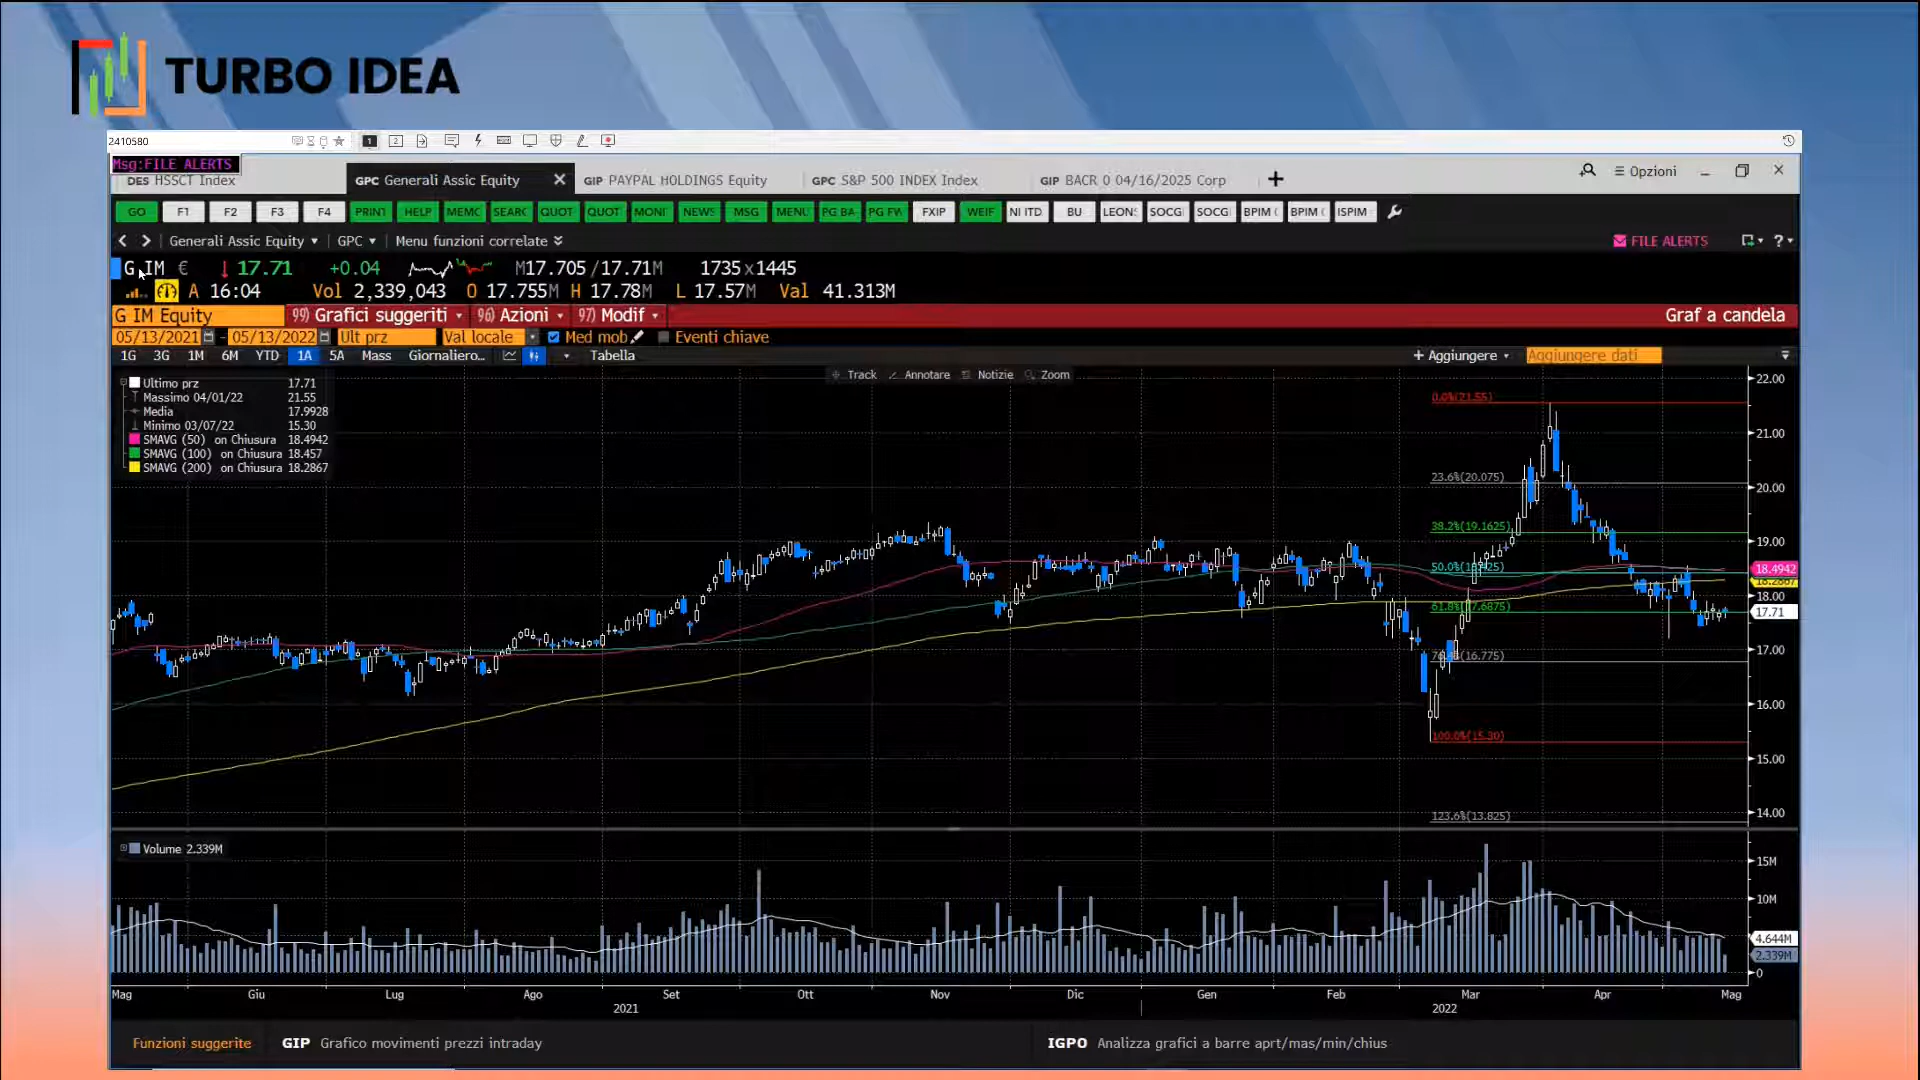 TURBO IDEA
2410580
Msg:FILE ALERTS
DES HSSCT Index
GPC Generali Assic Equity
GIP PAYPAL HOLDINGS Equity
GPC S&P 500 INDEX Index
GIP BACR 0 04/16/2025 Corp
Opzioni
GO F1 F2 F3 F4 PRINT HELP MEMO SEARC QUOT QUOT MONI NEWS MSG MENU PG BA PG FW FXIP WEIF NI ITD BU LEON SOCG SOCG BPIM BPIM ISPIM
Generali Assic Equity GPC Menu funzioni correlate FILE ALERTS ?
G IM € 17.71 +0.04 M17.705/17.71M 1735x1445
A 16:04 Vol 2,339,043 O 17.755M H 17.78M L 17.57M Val 41.313M
G IM Equity 99) Grafici suggeriti 96) Azioni 97) Modif Graf a candela
05/13/2021 - 05/13/2022 Ult prz Val locale Med mob Eventi chiave
1G 3G 1M 6M YTD 1A 5A Mass Giornaliero… Tabella + Aggiungere Aggiungere dati
Track Annotare Notizie Zoom
Ultimo prz 17.71
Massimo 04/01/22 21.55
Media 17.9928
Minimo 03/07/22 15.30
SMAVG (50) on Chiusura 18.4942
SMAVG (100) on Chiusura 18.457
SMAVG (200) on Chiusura 18.2867
22.00
0.0%(21.55)
21.00
23.6%(20.075)
20.00
38.2%(19.1625)
19.00
50.0%(18.425)
18.4942
18.2867
18.00
61.8%(17.6875)
17.71
17.00
(16.775)
16.00
100.0%(15.30)
15.00
14.00
123.6%(13.825)
Volume 2.339M
15M
10M
4.644M
2.339M
0
Mag Giu Lug Ago Set Ott Nov Dic Gen Feb Mar Apr Mag
2021 2022
Funzioni suggerite GIP Grafico movimenti prezzi intraday IGPO Analizza grafici a barre aprt/mas/min/chius